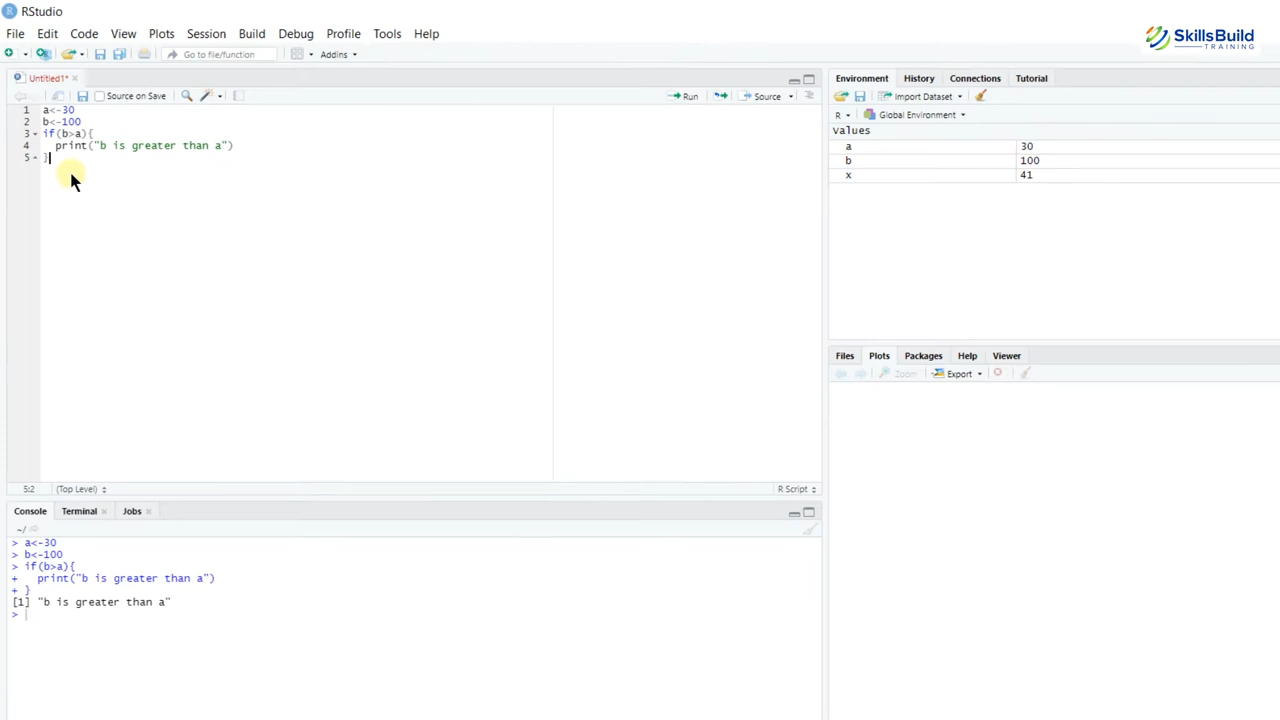 RStudio
File Edit Code View Plots Session Build Debug Profile Tools Help
SkillsBuild
TRAINING
Go to file/function Addins
Untitled1*
Source on Save Run Source
1 a<-30
2 b<-100
3 if(b>a){
4 print("b is greater than a")
5 }
5:2 (Top Level) R Script
Console Terminal Jobs
~/
> a<-30
> b<-100
> if(b>a){
+ print("b is greater than a")
+ }
[1] "b is greater than a"
>
Environment History Connections Tutorial
Import Dataset
R Global Environment
Values
a 30
b 100
x 41
Files Plots Packages Help Viewer
Zoom Export